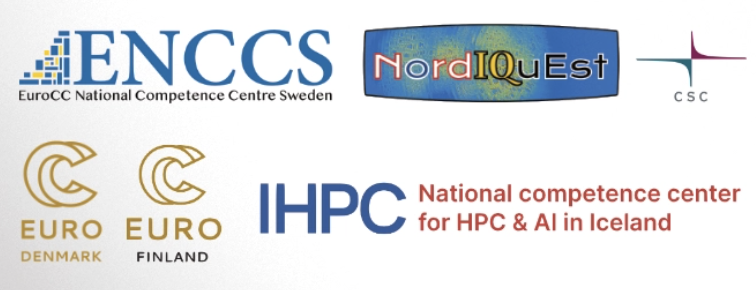 ENCCS
EuroCC National Competence Centre Sweden
NordIQuEst
CSC
EURO
DENMARK
EURO
FINLAND
IHPC
National competence center
for HPC & AI in Iceland